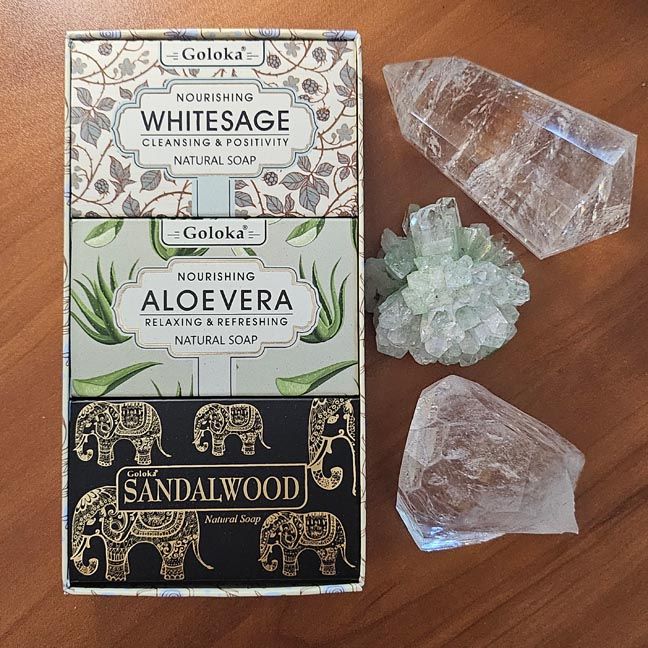 Goloka®
NOURISHING
WHITESAGE
CLEANSING & POSITIVITY
NATURAL SOAP
Goloka®
NOURISHING
ALOEVERA
RELAXING & REFRESHING
NATURAL SOAP
Goloka®
SANDALWOOD
Natural Soap